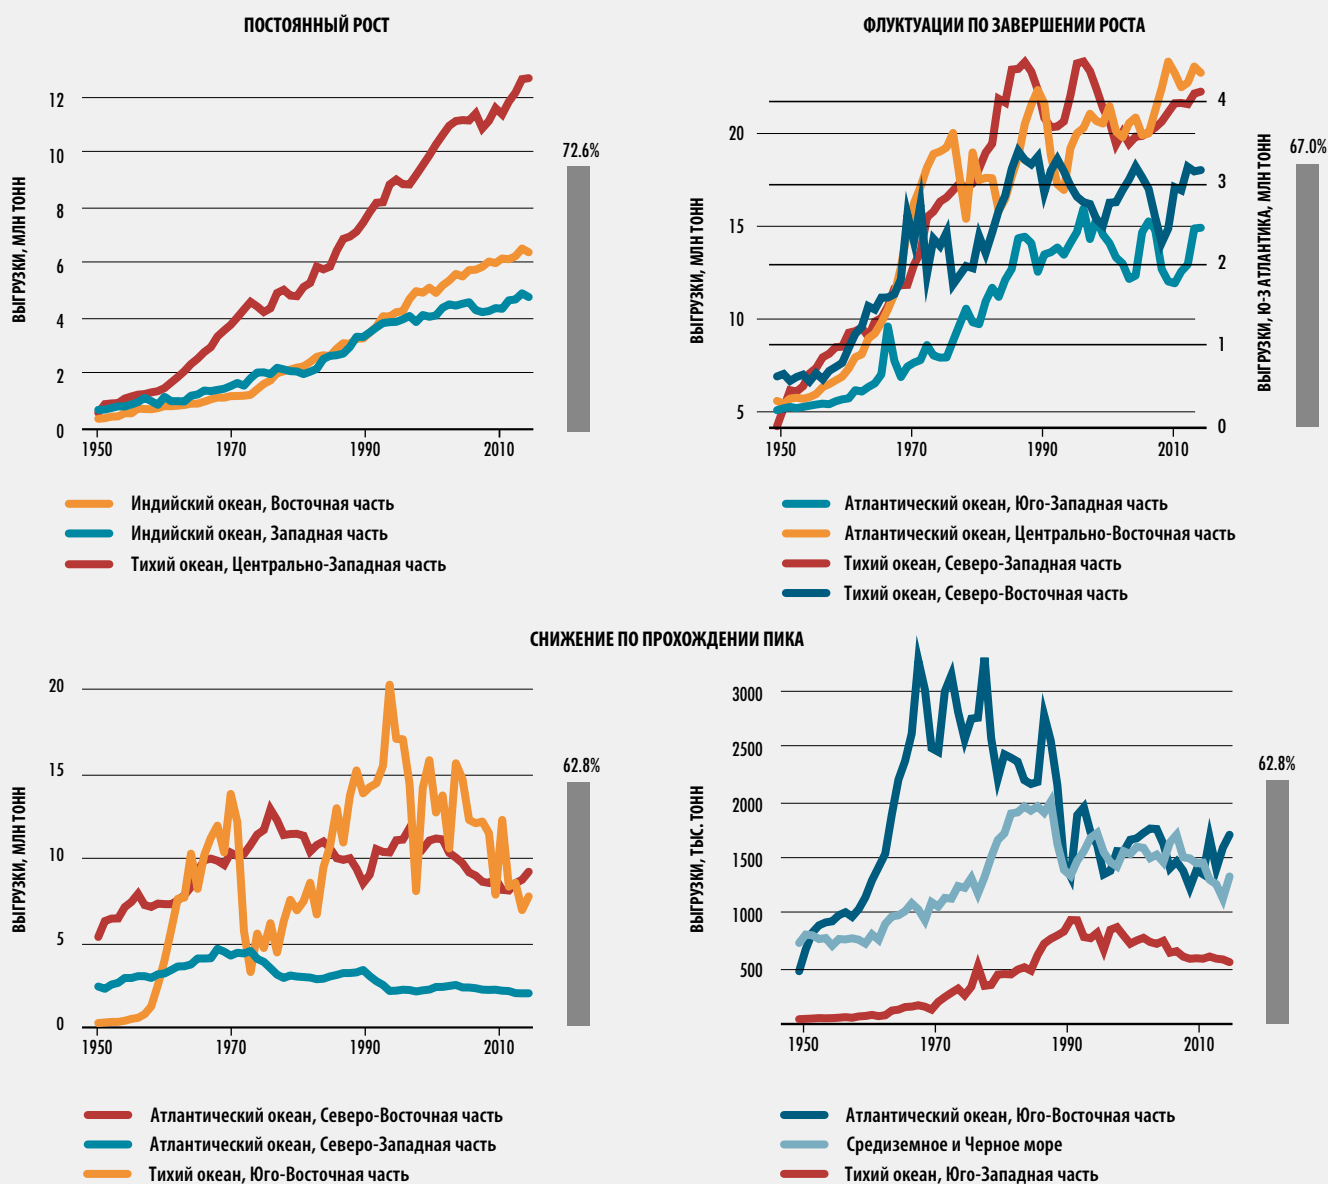 ПОСТОЯННЫЙ РОСТ
ВЫГРУЗКИ, МЛН ТОНН
12
10
8
6
4
2
0
1950
1970
1990
2010
72.6%
Индийский океан, Восточная часть
Индийский океан, Западная часть
Тихий океан, Центрально-Западная часть
ФЛУКТУАЦИИ ПО ЗАВЕРШЕНИИ РОСТА
ВЫГРУЗКИ, МЛН ТОНН
20
15
10
5
4
3
2
1
0
ВЫГРУЗКИ, Ю-З АТЛАНТИКА, МЛН ТОНН
1950
1970
1990
2010
67.0%
Атлантический океан, Юго-Западная часть
Атлантический океан, Центрально-Восточная часть
Тихий океан, Северо-Западная часть
Тихий океан, Северо-Восточная часть
СНИЖЕНИЕ ПО ПРОХОЖДЕНИИ ПИКА
ВЫГРУЗКИ, МЛН ТОНН
20
15
10
5
0
1950
1970
1990
2010
62.8%
Атлантический океан, Северо-Восточная часть
Атлантический океан, Северо-Западная часть
Тихий океан, Юго-Восточная часть
ВЫГРУЗКИ, ТЫС. ТОНН
3000
2500
2000
1500
1000
500
1950
1970
1990
2010
62.8%
Атлантический океан, Юго-Восточная часть
Средиземное и Черное море
Тихий океан, Юго-Западная часть